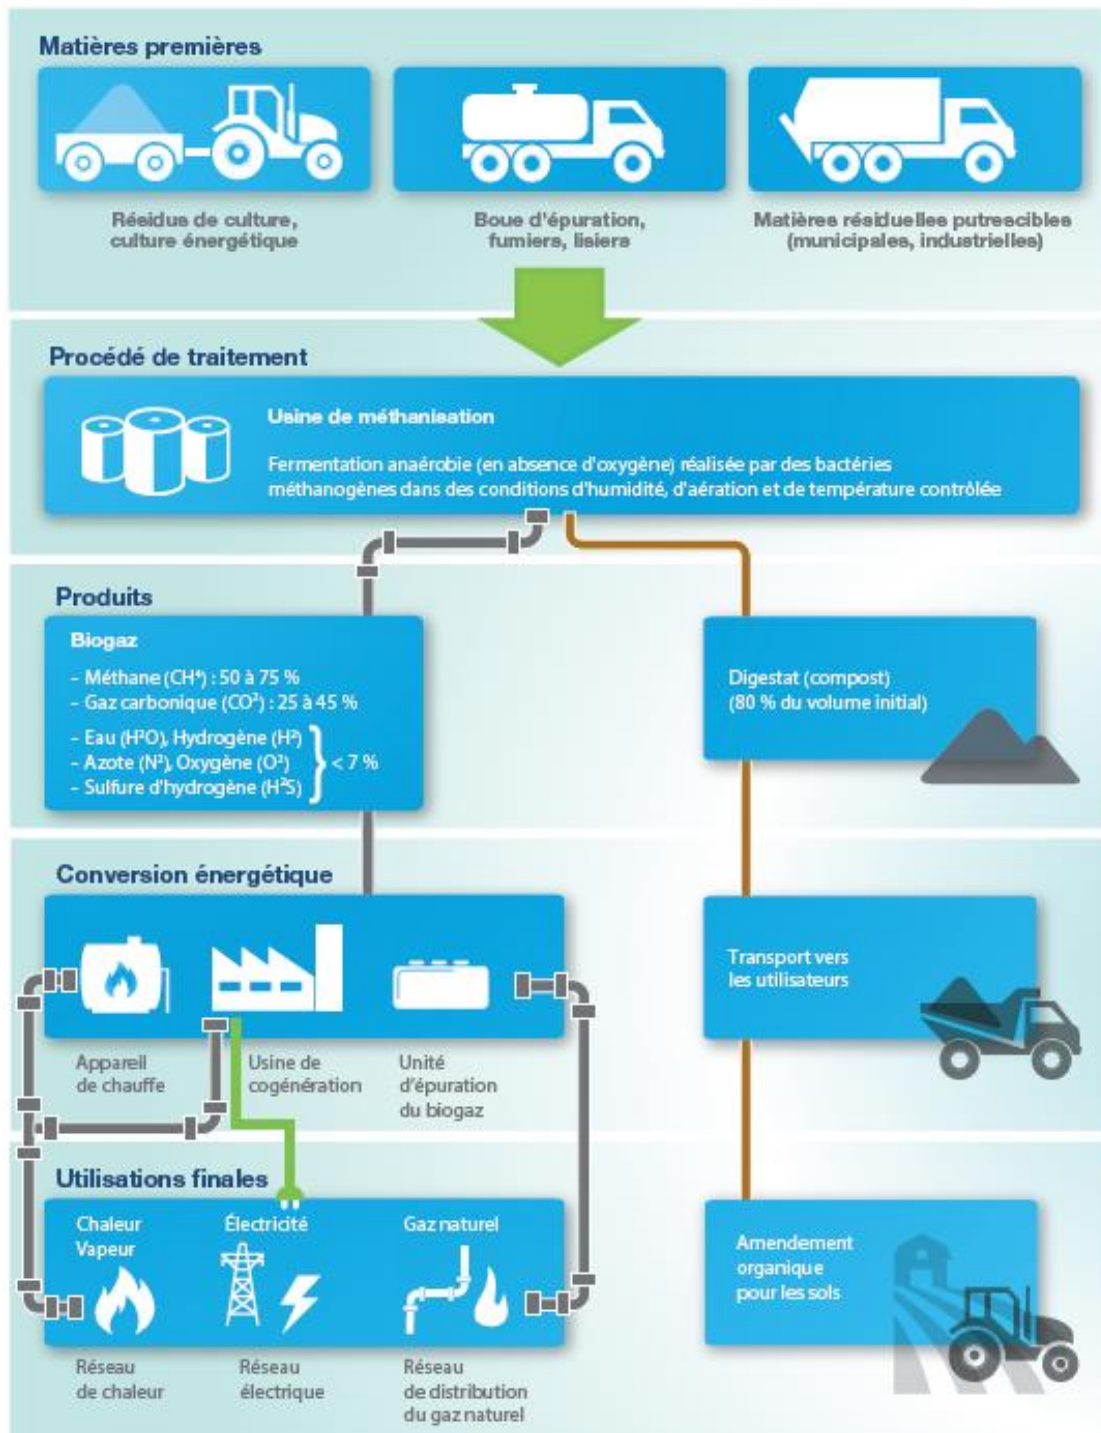 Matières premières
Résidus de culture,
culture énergétique
Boue d'épuration,
fumiers, lisiers
Matières résiduelles putrescibles
(municipales, industrielles)
Procédé de traitement
Usine de méthanisation
Fermentation anaérobie (en absence d'oxygène) réalisée par des bactéries
méthanogènes dans des conditions d'humidité, d'aération et de température contrôlée
Produits
Biogaz
– Méthane (CH⁴) : 50 à 75 %
– Gaz carbonique (CO²) : 25 à 45 %
– Eau (H²O), Hydrogène (H²)
– Azote (N²), Oxygène (O²)
– Sulfure d'hydrogène (H²S)
< 7 %
Digestat (compost)
(80 % du volume initial)
Conversion énergétique
Appareil
de chauffe
Usine de
cogénération
Unité
d'épuration
du biogaz
Transport vers
les utilisateurs
Utilisations finales
Chaleur
Vapeur
Électricité
Gaz naturel
Réseau
de chaleur
Réseau
électrique
Réseau
de distribution
du gaz naturel
Amendement
organique
pour les sols